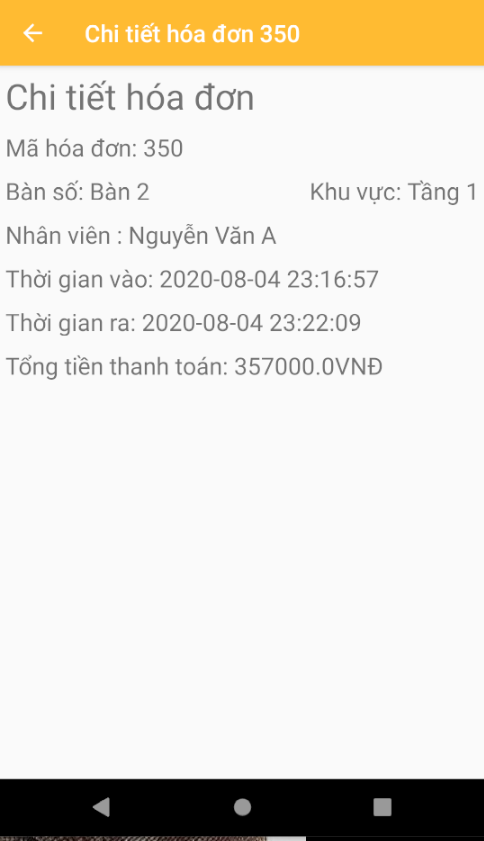 Chi tiết hóa đơn 350
Chi tiết hóa đơn
Mã hóa đơn: 350
Bàn số: Bàn 2 Khu vực: Tầng 1
Nhân viên : Nguyễn Văn A
Thời gian vào: 2020-08-04 23:16:57
Thời gian ra: 2020-08-04 23:22:09
Tổng tiền thanh toán: 357000.0VNĐ